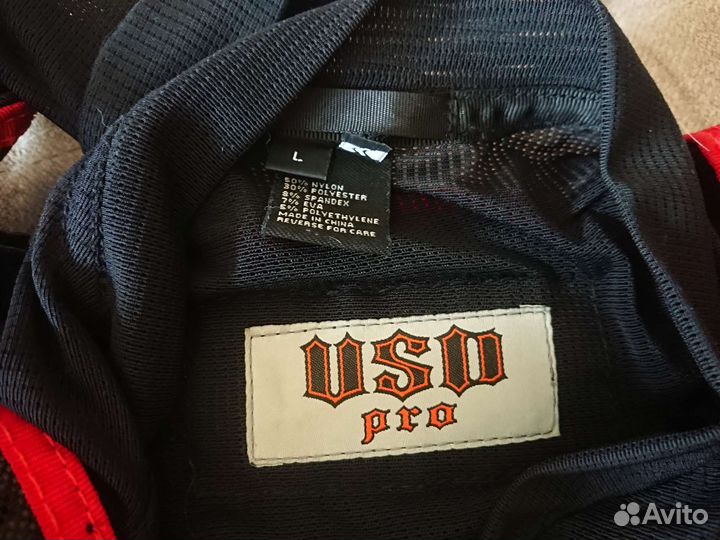 L
50% NYLON
30% POLYESTER
8% SPANDEX
7% EVA
5% POLYETHYLENE
MADE IN CHINA
REVERSE FOR CARE
USD
pro
Avito